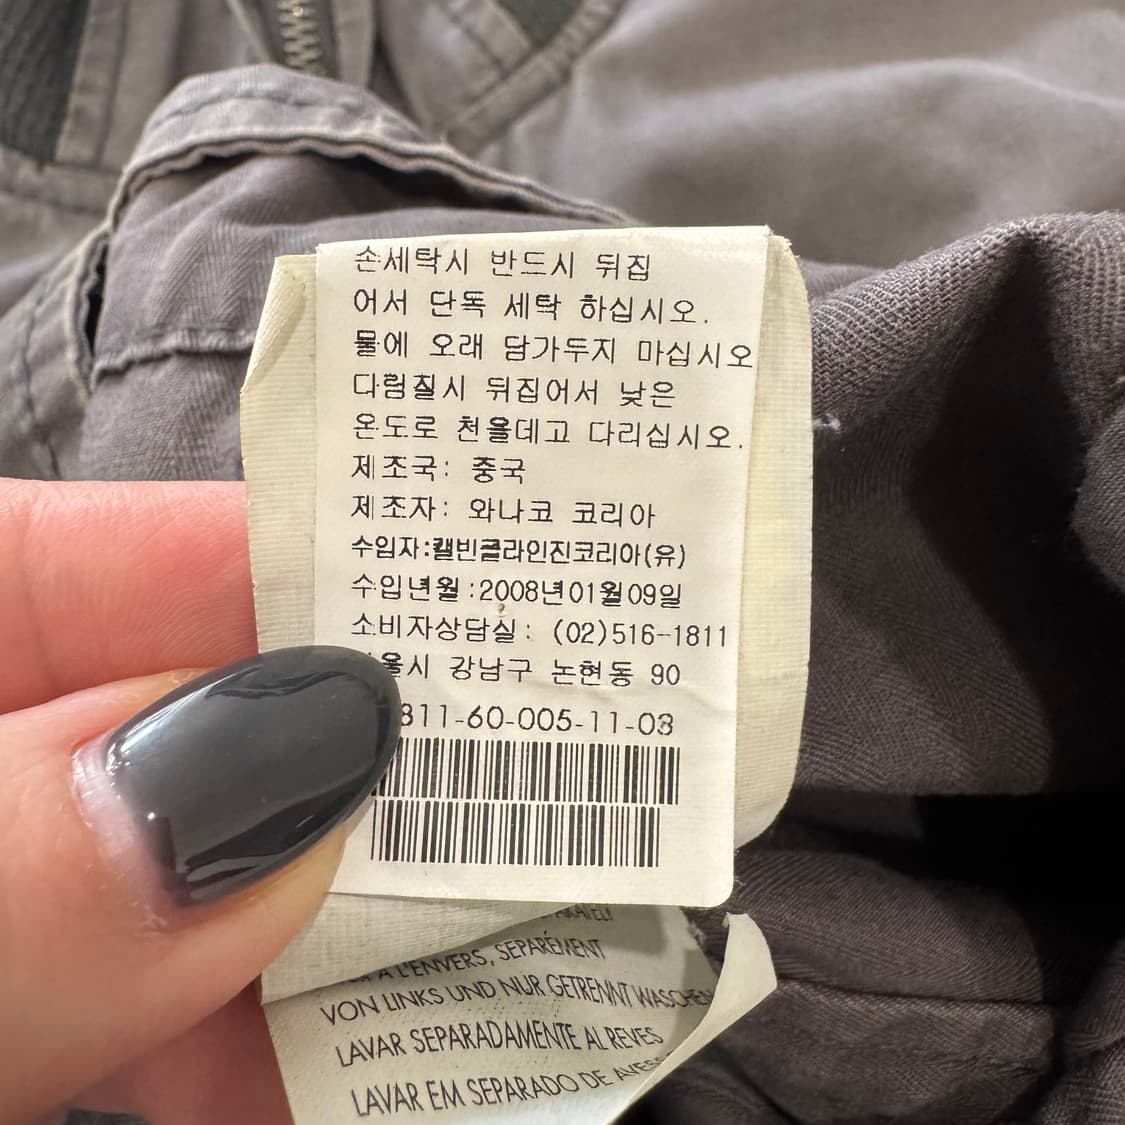 손세탁시 반드시 뒤집
어서 단독 세탁 하십시오.
물에 오래 담가두지 마십시오
다림질시 뒤집어서 낮은
온도로 천을데고 다리십시오.
제조국: 중국
제조자: 와나코 코리아
수입자:캘빈클라인진코리아(유)
수입년월:2008년01월09일
소비자상담실: (02)516-1811
강남구 논현동 90
811-60-005-11-03
À L'ENVERS, SEPARÉMENT
VON LINKS UND NUR GETRENNT WASCHEN
LAVAR SEPARADAMENTE AL REVES
LAVAR EM SEPARADO DE